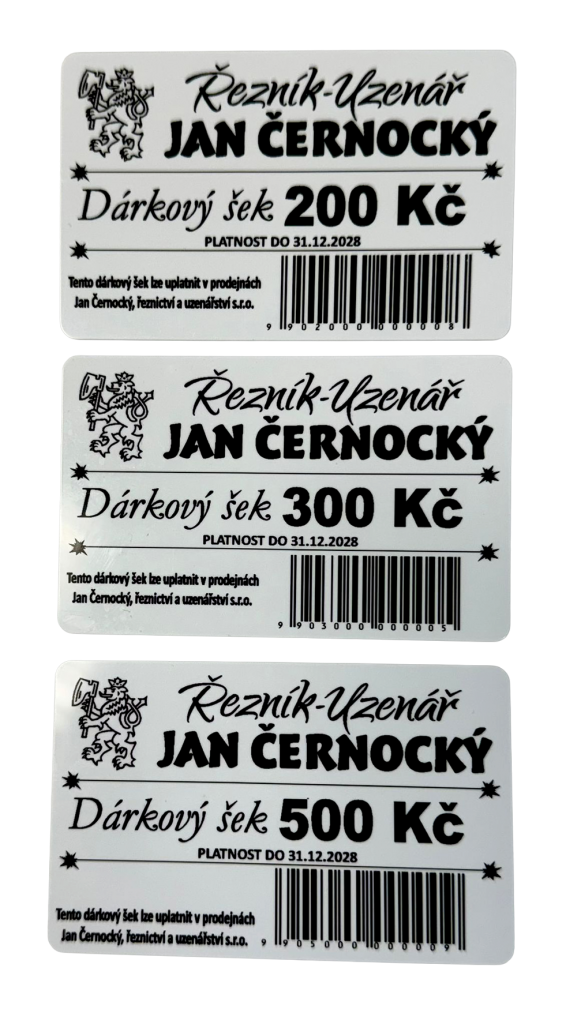 Řezník-Uzenář
JAN ČERNOCKÝ
Dárkový šek 200 Kč
PLATNOST DO 31.12.2028
Tento dárkový šek lze uplatnit v prodejnách
Jan Černocký, řeznictví a uzenářství s.r.o.
9 902000 000008
Řezník-Uzenář
JAN ČERNOCKÝ
Dárkový šek 300 Kč
PLATNOST DO 31.12.2028
Tento dárkový šek lze uplatnit v prodejnách
Jan Černocký, řeznictví a uzenářství s.r.o.
9 903000 000005
Řezník-Uzenář
JAN ČERNOCKÝ
Dárkový šek 500 Kč
PLATNOST DO 31.12.2028
Tento dárkový šek lze uplatnit v prodejnách
Jan Černocký, řeznictví a uzenářství s.r.o.
9 905000 000009